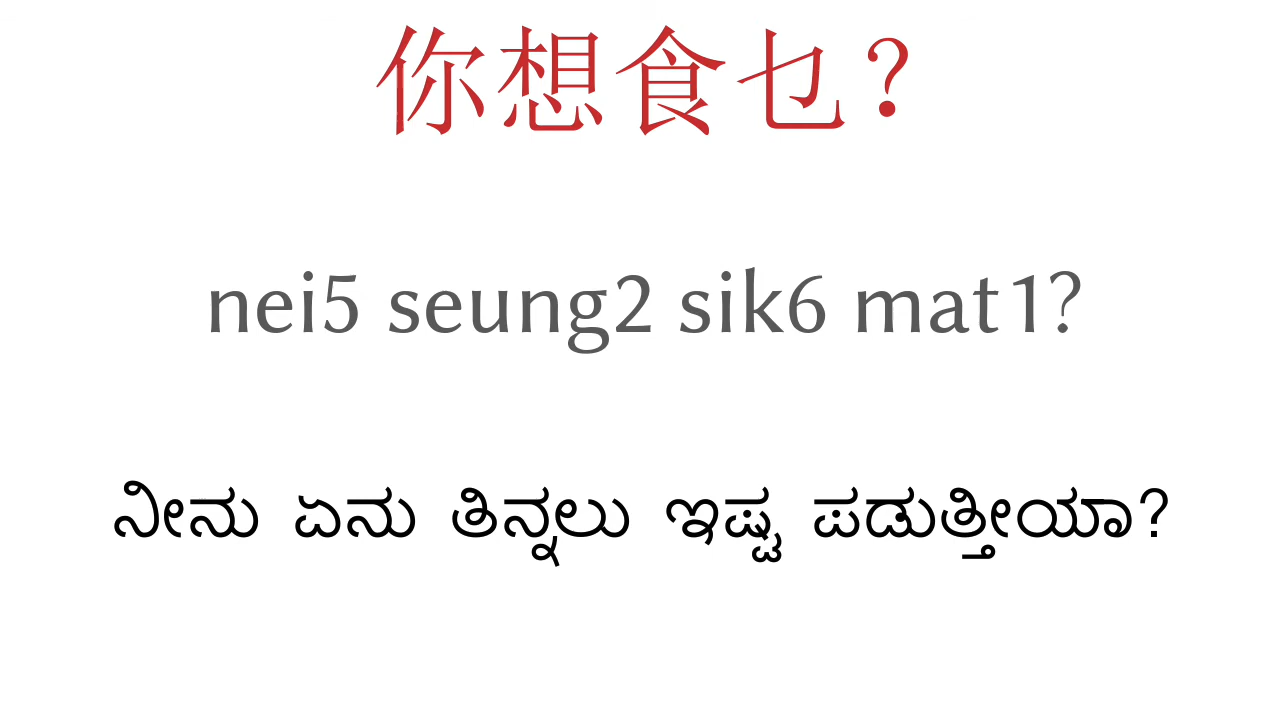 你想食乜？
nei5 seung2 sik6 mat1?
ನೀನು ಏನು ತಿನ್ನಲು ಇಷ್ಟ ಪಡುತ್ತೀಯಾ?